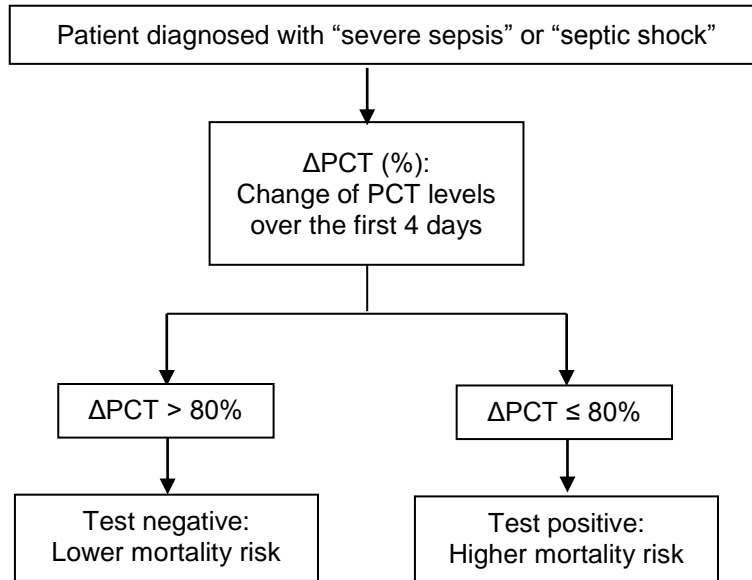 Patient diagnosed with “severe sepsis” or “septic shock”
ΔPCT (%):
Change of PCT levels
over the first 4 days
ΔPCT > 80%
ΔPCT ≤ 80%
Test negative:
Lower mortality risk
Test positive:
Higher mortality risk